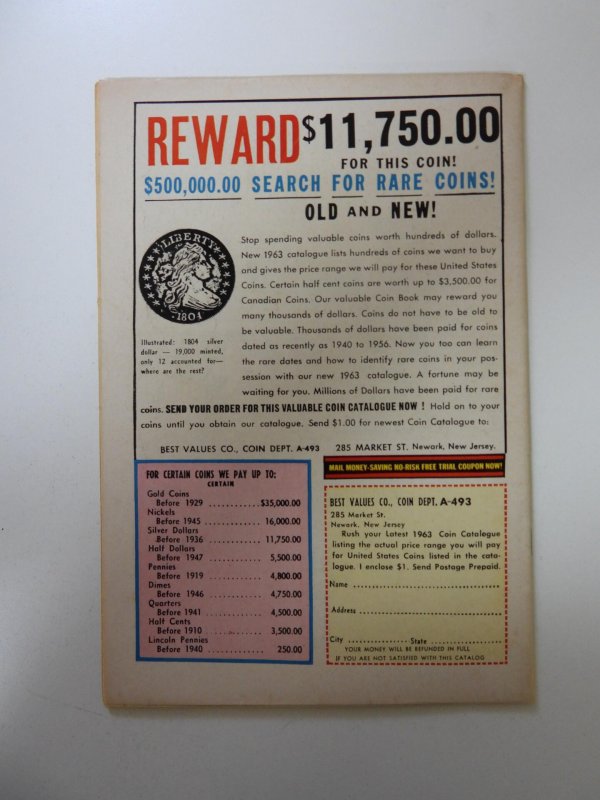 REWARD $11,750.00
FOR THIS COIN!
$500,000.00 SEARCH FOR RARE COINS!
OLD AND NEW!
LIBERTY
1804
Illustrated: 1804 silver
dollar — 19,000 minted,
only 12 accounted for—
where are the rest?
Stop spending valuable coins worth hundreds of dollars.
New 1963 catalogue lists hundreds of coins we want to buy
and gives the price range we will pay for these United States
Coins. Certain half cent coins are worth up to $3,500.00 for
Canadian Coins. Our valuable Coin Book may reward you
many thousands of dollars. Coins do not have to be old to
be valuable. Thousands of dollars have been paid for coins
dated as recently as 1940 to 1956. Now you too can learn
the rare dates and how to identify rare coins in your pos-
session with our new 1963 catalogue. A fortune may be
waiting for you. Millions of Dollars have been paid for rare
coins. SEND YOUR ORDER FOR THIS VALUABLE COIN CATALOGUE NOW ! Hold on to your
coins until you obtain our catalogue. Send $1.00 for newest Coin Catalogue to:
BEST VALUES CO., COIN DEPT. A-493 285 MARKET ST. Newark, New Jersey.
FOR CERTAIN COINS WE PAY UP TO:
CERTAIN
Gold Coins
Before 1929 ............$35,000.00
Nickels
Before 1945 ............ 16,000.00
Silver Dollars
Before 1936 ............ 11,750.00
Half Dollars
Before 1947 ............ 5,500.00
Pennies
Before 1919 ............ 4,800.00
Dimes
Before 1946 ............ 4,750.00
Quarters
Before 1941 ............ 4,500.00
Half Cents
Before 1910 ............ 3,500.00
Lincoln Pennies
Before 1940 ............ 250.00
MAIL MONEY-SAVING NO-RISK FREE TRIAL COUPON NOW!
BEST VALUES CO., COIN DEPT. A-493
285 Market St.
Newark, New Jersey
Rush your Latest 1963 Coin Catalogue
listing the actual price range you will pay
for United States Coins listed in the cata-
logue. I enclose $1. Send Postage Prepaid.
Name ..............................
Address ..............................
City .................. State ..................
YOUR MONEY WILL BE REFUNDED IN FULL
IF YOU ARE NOT SATISFIED WITH THIS CATALOG